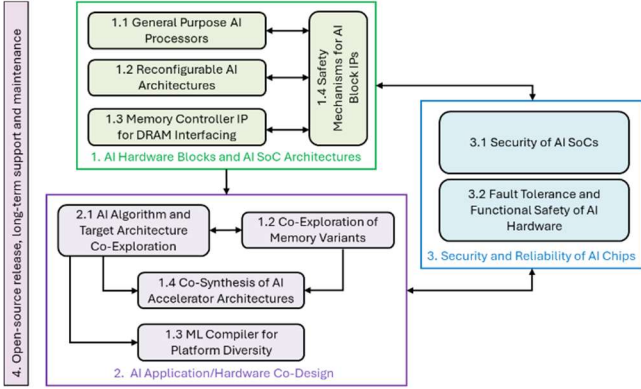 4. Open-source release, long-term support and maintenance
1.1 General Purpose AI
Processors
1.2 Reconfigurable AI
Architectures
1.3 Memory Controller IP
for DRAM Interfacing
1.4 Safety
Mechanisms for AI
Block IPs
1. AI Hardware Blocks and AI SoC Architectures
3.1 Security of AI SoCs
3.2 Fault Tolerance and
Functional Safety of AI
Hardware
3. Security and Reliability of AI Chips
2.1 AI Algorithm and
Target Architecture
Co-Exploration
1.2 Co-Exploration of
Memory Variants
1.4 Co-Synthesis of AI
Accelerator Architectures
1.3 ML Compiler for
Platform Diversity
2. AI Application/Hardware Co-Design